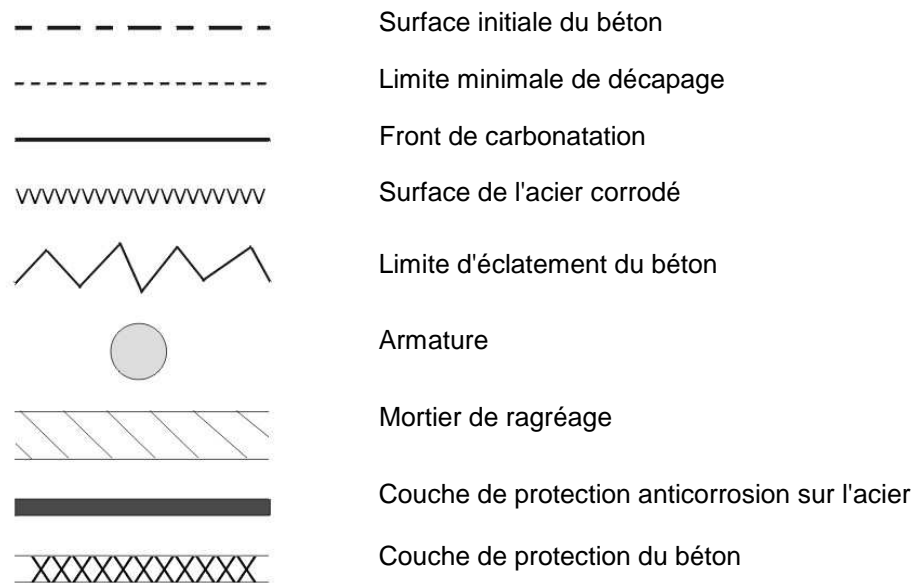 Surface initiale du béton
Limite minimale de décapage
Front de carbonatation
Surface de l'acier corrodé
Limite d'éclatement du béton
Armature
Mortier de ragréage
Couche de protection anticorrosion sur l'acier
Couche de protection du béton